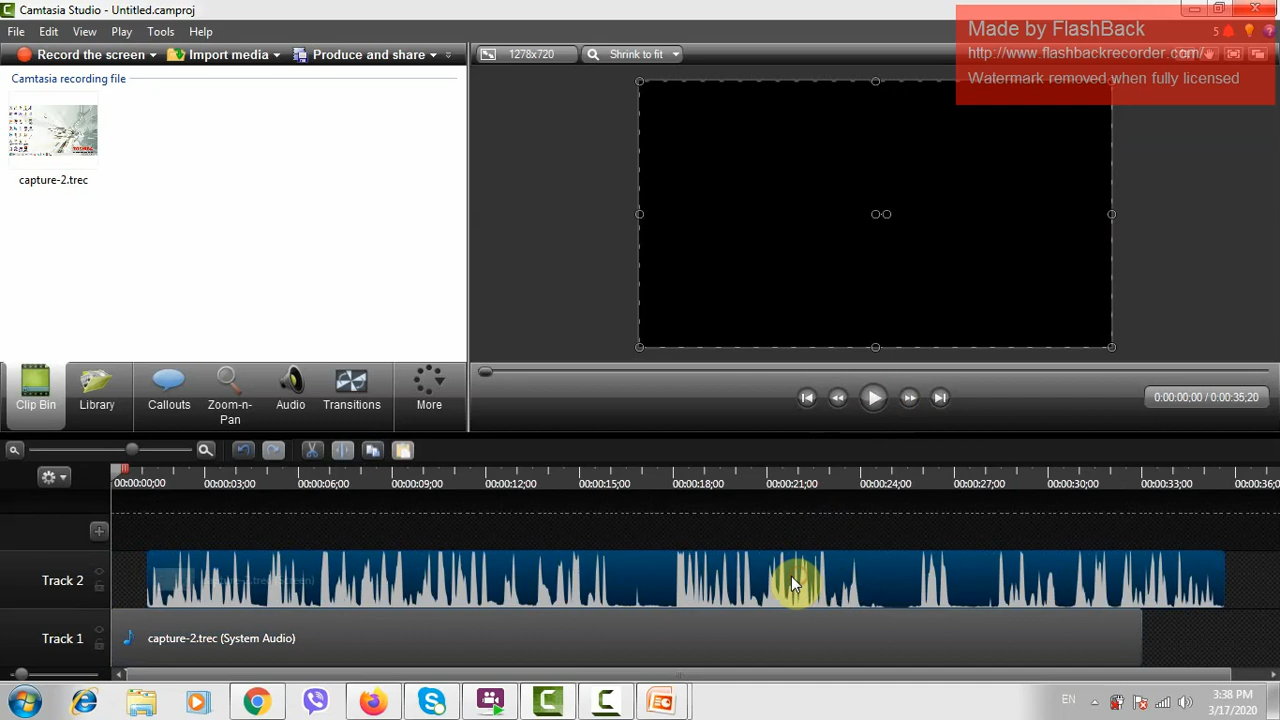 Camtasia Studio - Untitled.camproj
Made by FlashBack
http://www.flashbackrecorder.com/
Watermark removed when fully licensed
File Edit View Play Tools Help
Record the screen Import media Produce and share
1278x720 Shrink to fit
5
Camtasia recording file
TOSHIBA
capture-2.trec
Clip Bin Library Callouts Zoom-n-Pan Audio Transitions More
0:00:00;00 / 0:00:35;20
00:00:00;00 00:00:03;00 00:00:06;00 00:00:09;00 00:00:12;00 00:00:15;00 00:00:18;00 00:00:21;00 00:00:24;00 00:00:27;00 00:00:30;00 00:00:33;00 00:00:36;0
Track 2 capture-2.trec (Screen)
Track 1 capture-2.trec (System Audio)
EN
3:38 PM
3/17/2020